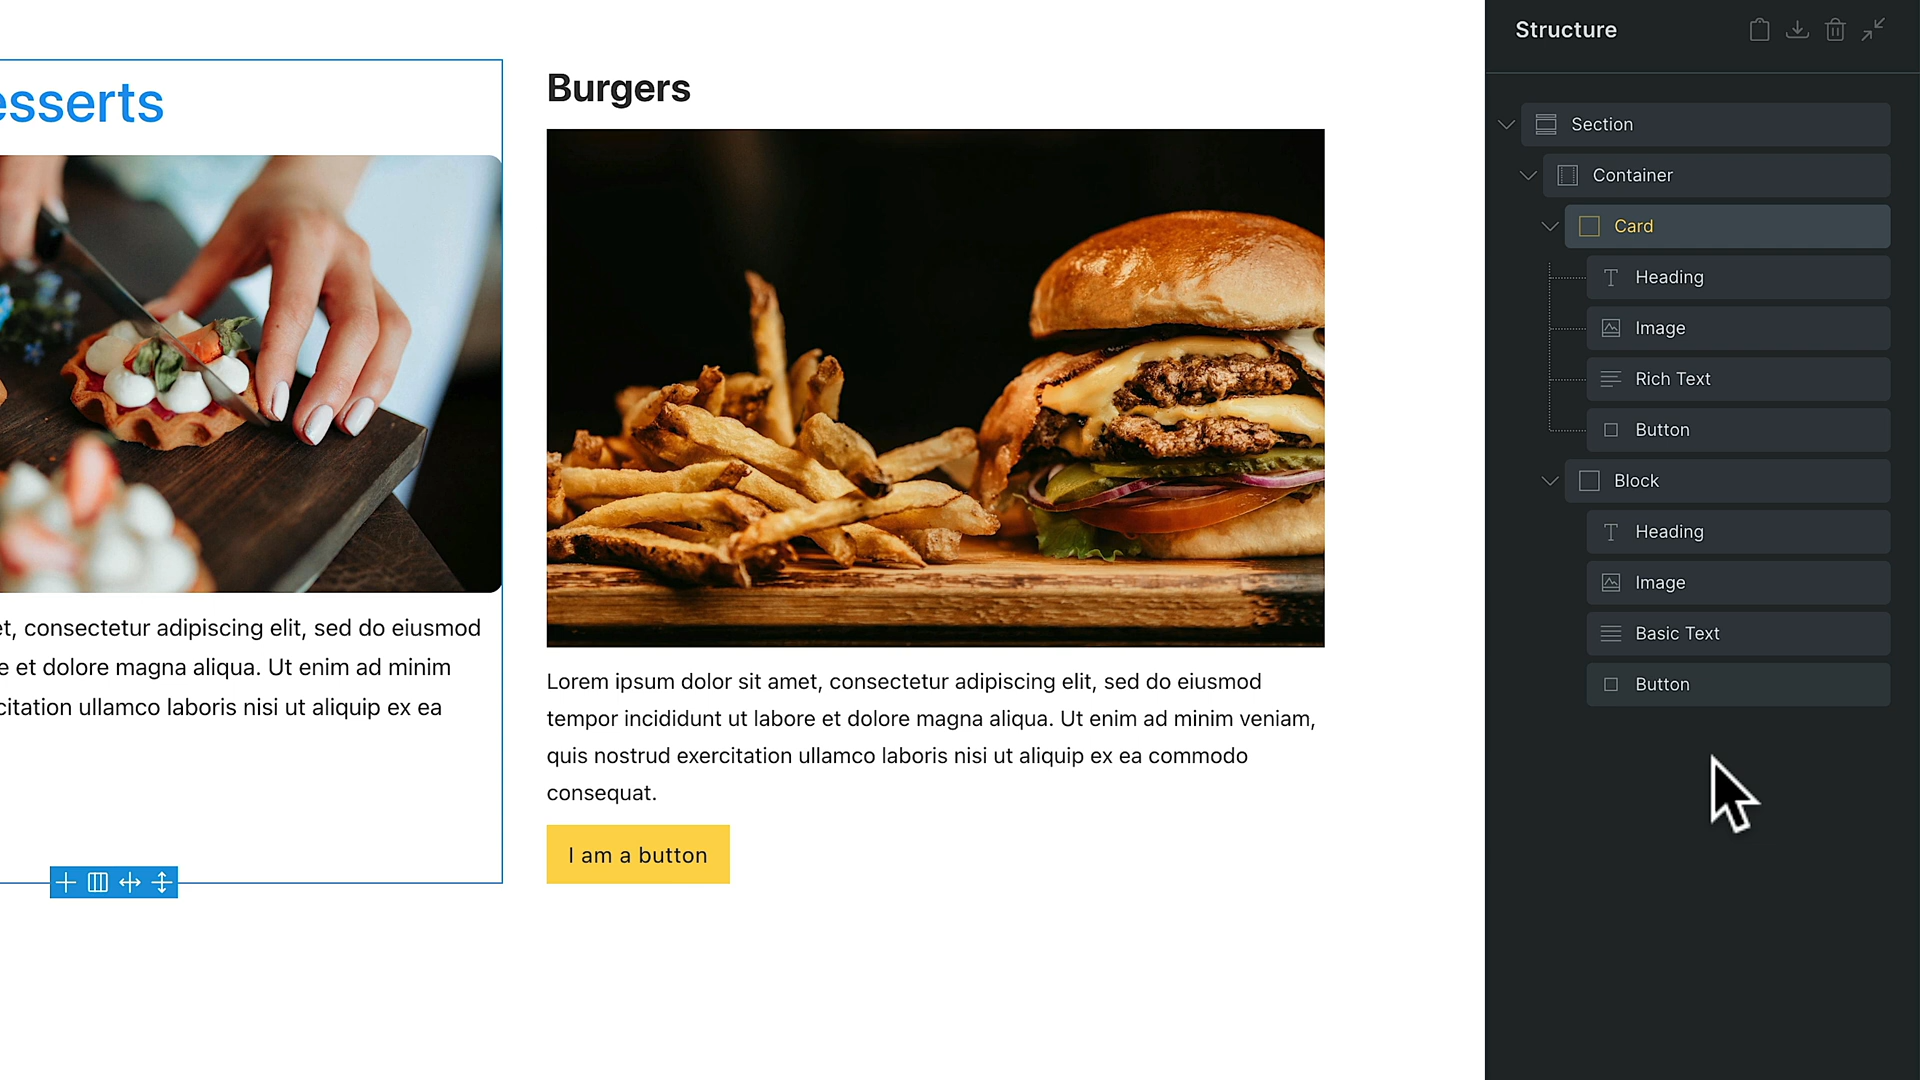 esserts
et, consectetur adipiscing elit, sed do eiusmod
e et dolore magna aliqua. Ut enim ad minim
citation ullamco laboris nisi ut aliquip ex ea
Burgers
Lorem ipsum dolor sit amet, consectetur adipiscing elit, sed do eiusmod
tempor incididunt ut labore et dolore magna aliqua. Ut enim ad minim veniam,
quis nostrud exercitation ullamco laboris nisi ut aliquip ex ea commodo
consequat.
I am a button
Structure
Section
Container
Card
Heading
Image
Rich Text
Button
Block
Heading
Image
Basic Text
Button